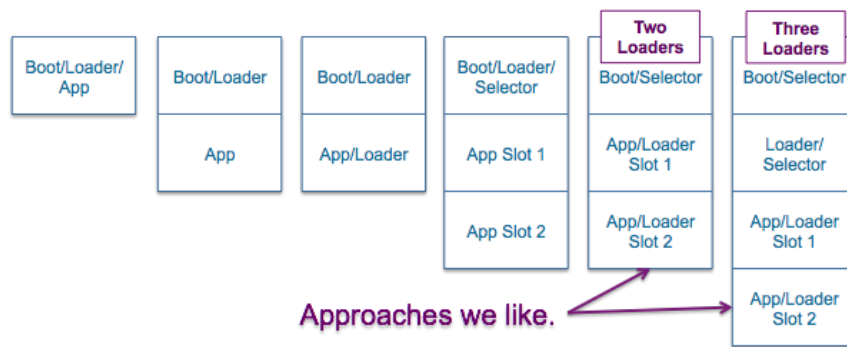 Two
Loaders
Three
Loaders
Boot/Loader/
App
Boot/Loader
App
Boot/Loader
App/Loader
Boot/Loader/
Selector
App Slot 1
App Slot 2
Boot/Selector
App/Loader
Slot 1
App/Loader
Slot 2
Boot/Selector
Loader/
Selector
App/Loader
Slot 1
App/Loader
Slot 2
Approaches we like.